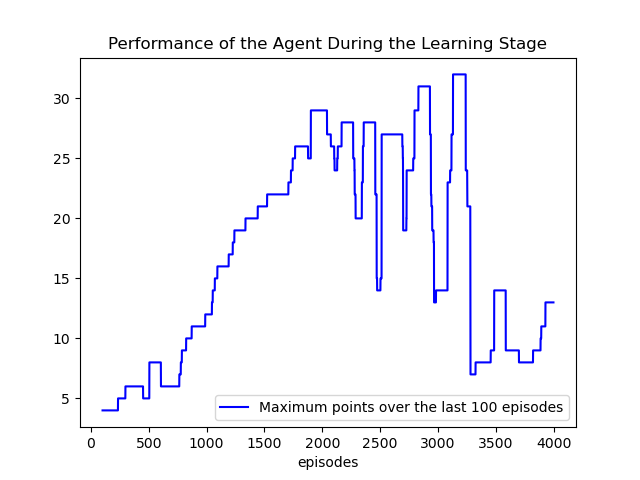 Performance of the Agent During the Learning Stage
30
25
20
15
10
5
Maximum points over the last 100 episodes
0 500 1000 1500 2000 2500 3000 3500 4000
episodes